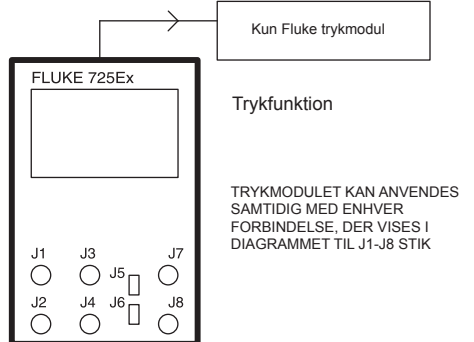 Kun Fluke trykmodul
FLUKE 725Ex
Trykfunktion
TRYKMODULET KAN ANVENDES
SAMTIDIG MED ENHVER
FORBINDELSE, DER VISES I
DIAGRAMMET TIL J1-J8 STIK
J1 J3 J5 J7
J2 J4 J6 J8